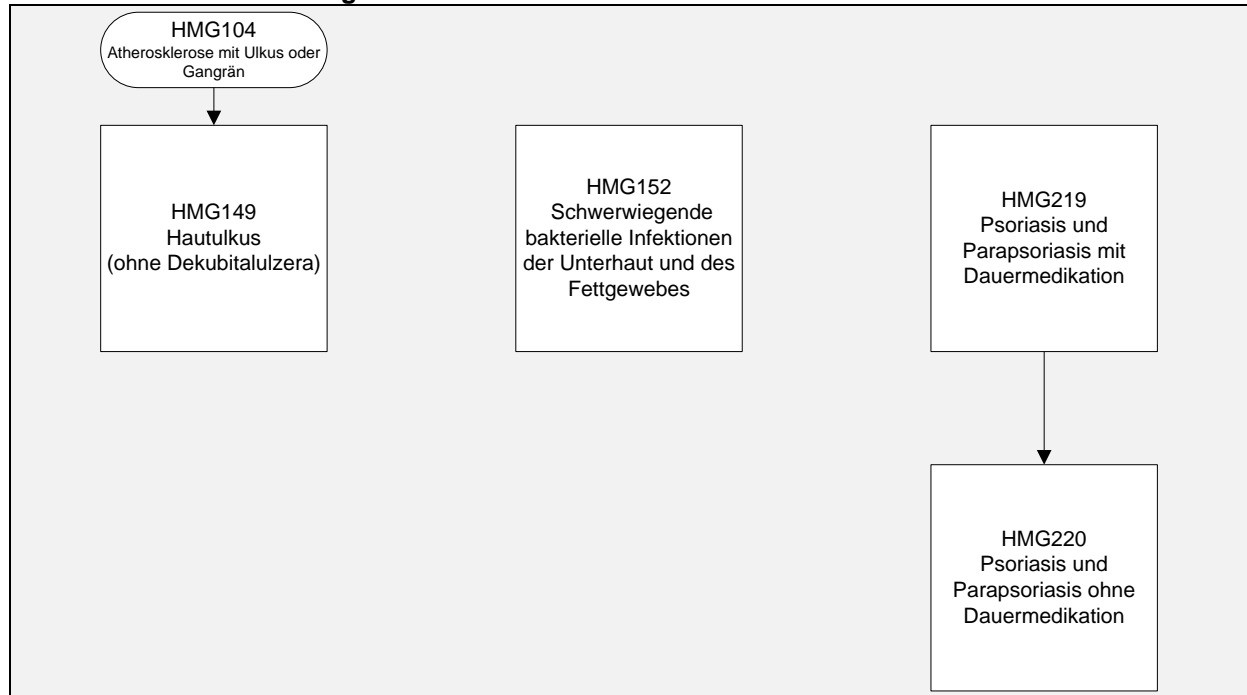 HMG104
Atherosklerose mit Ulkus oder
Gangrän
HMG149
Hautulkus
(ohne Dekubitalulzera)
HMG152
Schwerwiegende
bakterielle Infektionen
der Unterhaut und des
Fettgewebes
HMG219
Psoriasis und
Parapsoriasis mit
Dauermedikation
HMG220
Psoriasis und
Parapsoriasis ohne
Dauermedikation